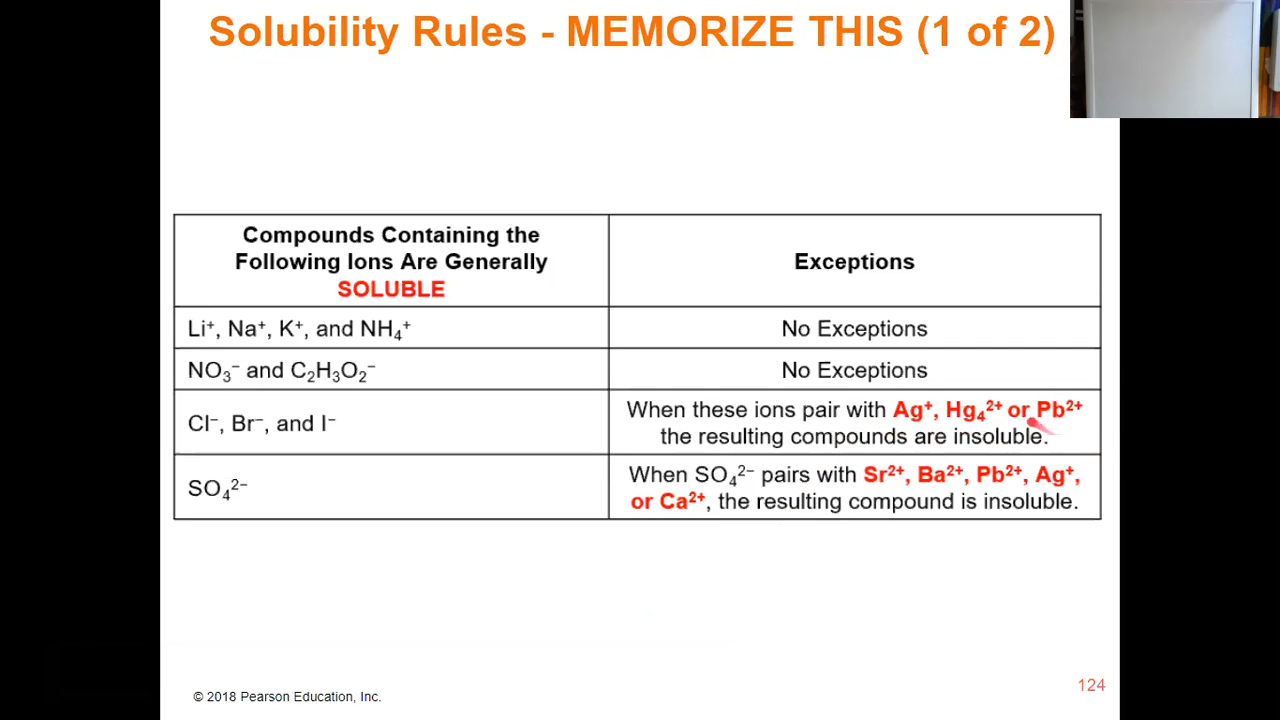 Solubility Rules - MEMORIZE THIS (1 of 2)
Compounds Containing the
Following Ions Are Generally
SOLUBLE
Exceptions
Li⁺, Na⁺, K⁺, and NH₄⁺
No Exceptions
NO₃⁻ and C₂H₃O₂⁻
No Exceptions
Cl⁻, Br⁻, and I⁻
When these ions pair with Ag⁺, Hg₄²⁺ or Pb²⁺
the resulting compounds are insoluble.
SO₄²⁻
When SO₄²⁻ pairs with Sr²⁺, Ba²⁺, Pb²⁺, Ag⁺,
or Ca²⁺, the resulting compound is insoluble.
© 2018 Pearson Education, Inc.
124